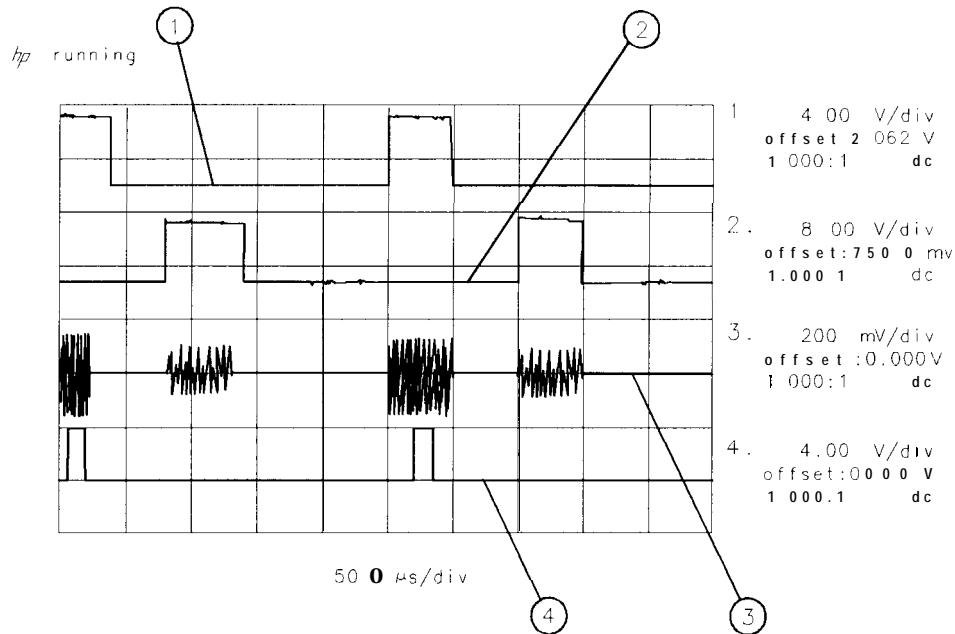 1
2
hp running
1
4 00 V/div
offset 2 062 V
1 000:1 dc
2.
8 00 V/div
offset:750 0 mv
1.000 1 dc
3.
200 mV/div
offset :0.000V
1 000:1 dc
4.
4.00 V/div
offset:0000 V
1 000.1 dc
50 0 µs/div
4
3